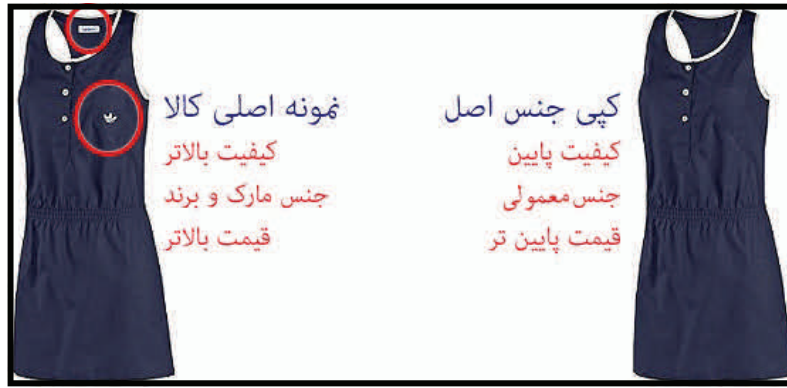 نمونه اصلی کالا
کیفیت بالاتر
جنس مارک و برند
قیمت بالاتر
کپی جنس اصل
کیفیت پایین
جنس معمولی
قیمت پایین تر